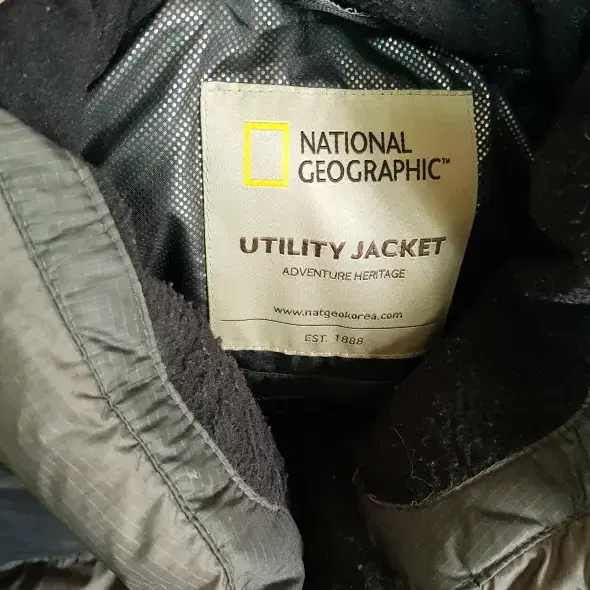 NATIONAL
GEOGRAPHIC™
UTILITY JACKET
ADVENTURE HERITAGE
www.natgeokorea.com
EST. 1888